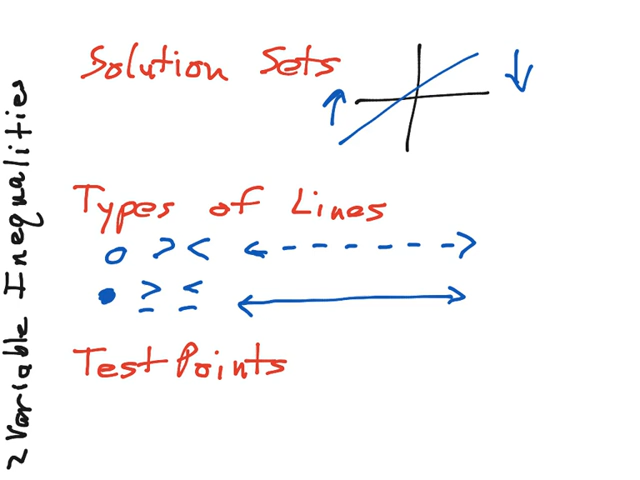 2 Variable Inequalities
Solution Sets
Types of Lines
> <
≥ ≤
Test Points